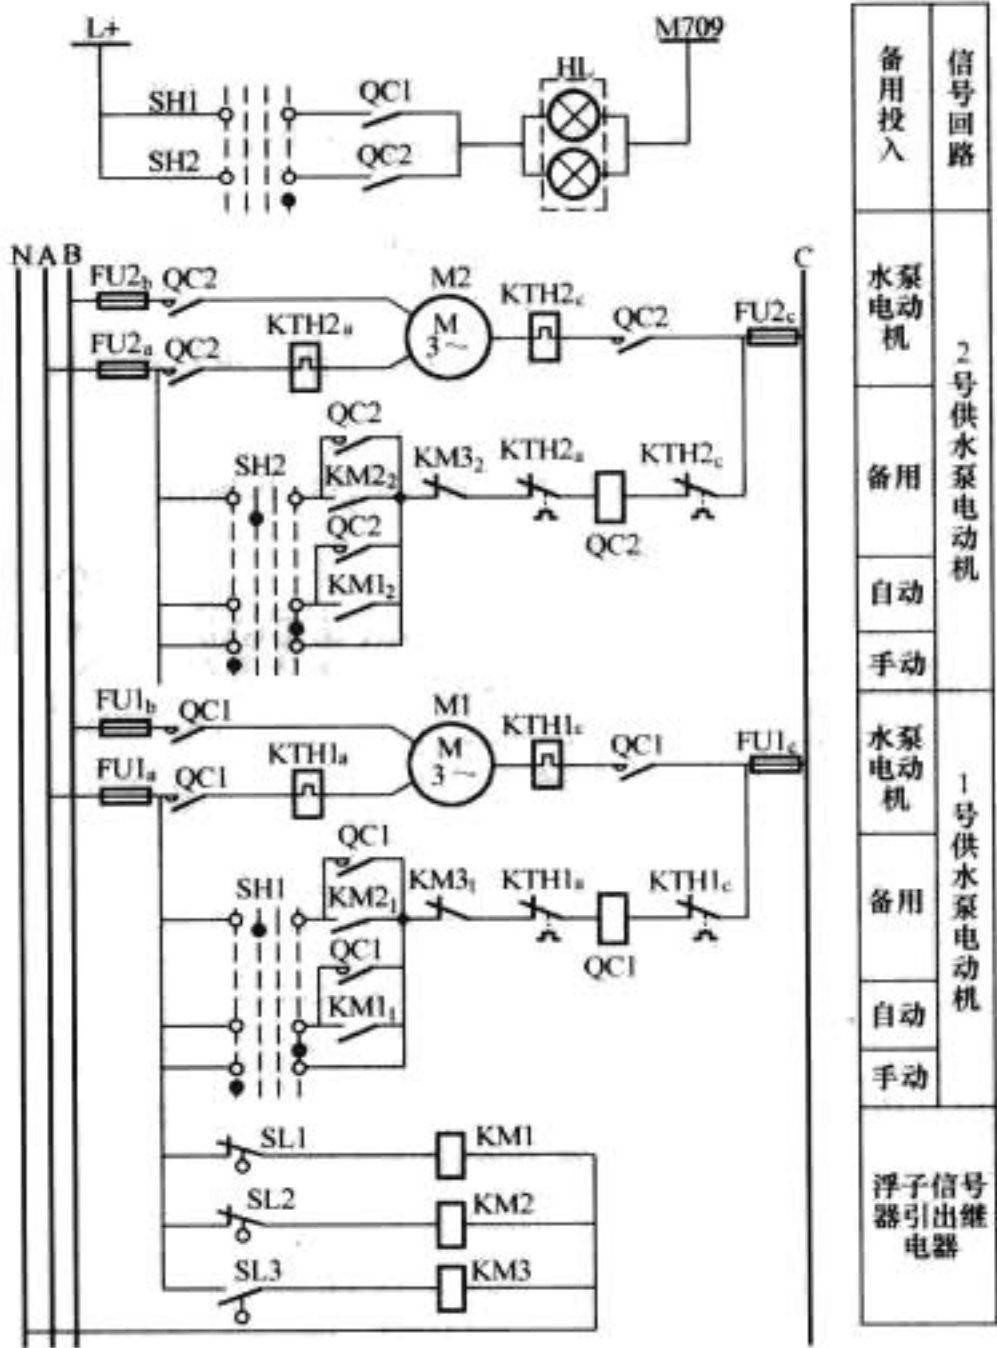 L+
M709
HL
SH1
QC1
SH2
QC2
N A B
C
FU2b
QC2
M2
KTH2c
QC2
FU2c
KTH2a
M
3~
FU2a
QC2
QC2
SH2
KM2₂
KM3₂
KTH2a
KTH2c
QC2
QC2
KM1₂
FU1b
QC1
M1
KTH1c
QC1
FU1c
KTH1a
M
3~
FU1a
QC1
QC1
SH1
KM2₁
KM3₁
KTH1a
KTH1c
QC1
QC1
KM1₁
SL1
KM1
SL2
KM2
SL3
KM3
备用投入
信号回路
水泵
电动
机
备用
自动
手动
2号供水泵电动机
水泵
电动
机
备用
自动
手动
1号供水泵电动机
浮子信号
器引出继
电器